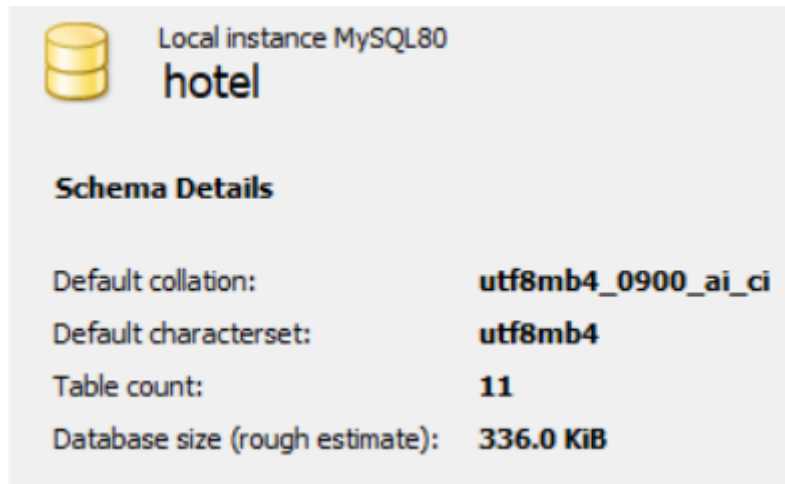 Local instance MySQL80
hotel
Schema Details
Default collation: utf8mb4_0900_ai_ci
Default characterset: utf8mb4
Table count: 11
Database size (rough estimate): 336.0 KiB